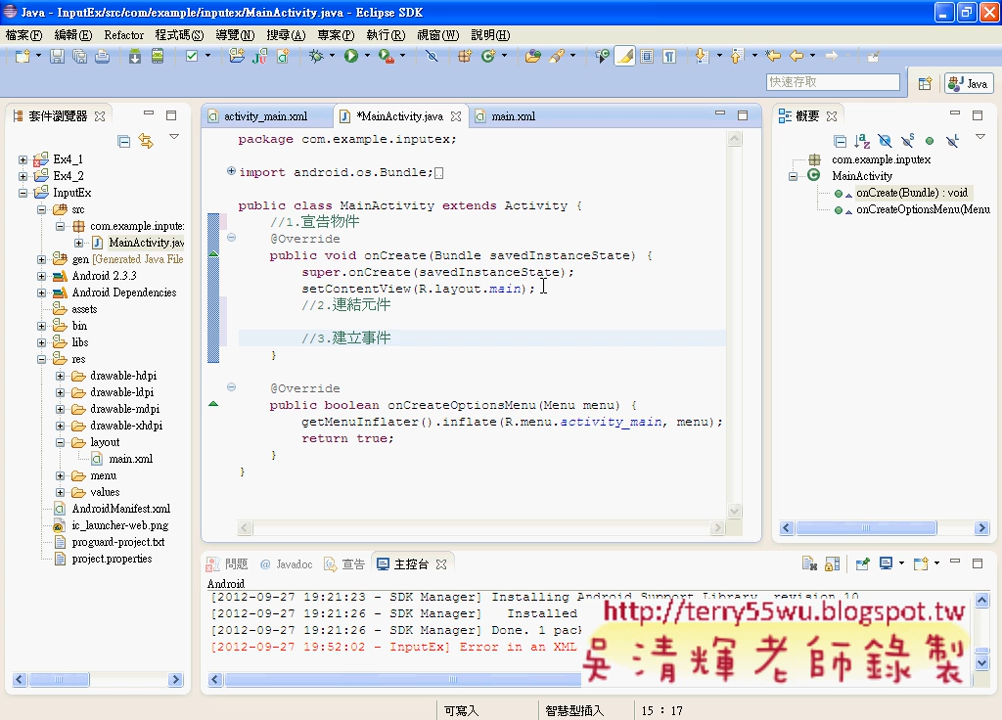 Java - InputEx/src/com/example/inputex/MainActivity.java - Eclipse SDK
檔案(F) 編輯(E) Refactor 程式碼(S) 導覽(N) 搜尋(A) 專案(P) 執行(R) 視窗(W) 說明(H)
快速存取
Java
套件瀏覽器
Ex4_1
Ex4_2
InputEx
src
com.example.inpute:
MainActivity.jav
gen [Generated Java File
Android 2.3.3
Android Dependencies
assets
bin
libs
res
drawable-hdpi
drawable-ldpi
drawable-mdpi
drawable-xhdpi
layout
main.xml
menu
values
AndroidManifest.xml
ic_launcher-web.png
proguard-project.txt
project.properties
activity_main.xml *MainActivity.java main.xml
package com.example.inputex;
import android.os.Bundle;
public class MainActivity extends Activity {
//1.宣告物件
@Override
public void onCreate(Bundle savedInstanceState) {
super.onCreate(savedInstanceState);
setContentView(R.layout.main);
//2.連結元件
//3.建立事件
}
@Override
public boolean onCreateOptionsMenu(Menu menu) {
getMenuInflater().inflate(R.menu.activity_main, menu);
return true;
}
}
概要
com.example.inputex
MainActivity
onCreate(Bundle) : void
onCreateOptionsMenu(Menu
問題 @ Javadoc 宣告 主控台
Android
[2012-09-27 19:21:23 - SDK Manager] Installing Android Support Library, revision 10
[2012-09-27 19:21:26 - SDK Manager] Installed
[2012-09-27 19:21:26 - SDK Manager] Done. 1 pack
[2012-09-27 19:52:02 - InputEx] Error in an XML
http://terry55wu.blogspot.tw
吳清輝老師錄製
可寫入 智慧型插入 15 : 17